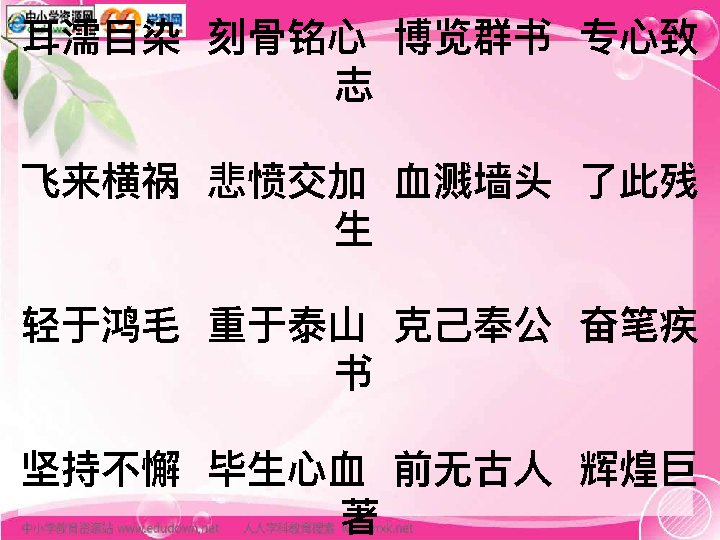 中小学资源网 学科网
耳濡目染 刻骨铭心 博览群书 专心致
志
飞来横祸 悲愤交加 血溅墙头 了此残
生
轻于鸿毛 重于泰山 克己奉公 奋笔疾
书
坚持不懈 毕生心血 前无古人 辉煌巨
著
中小学教育资源站 www.edudown.net 人人学科教育搜索